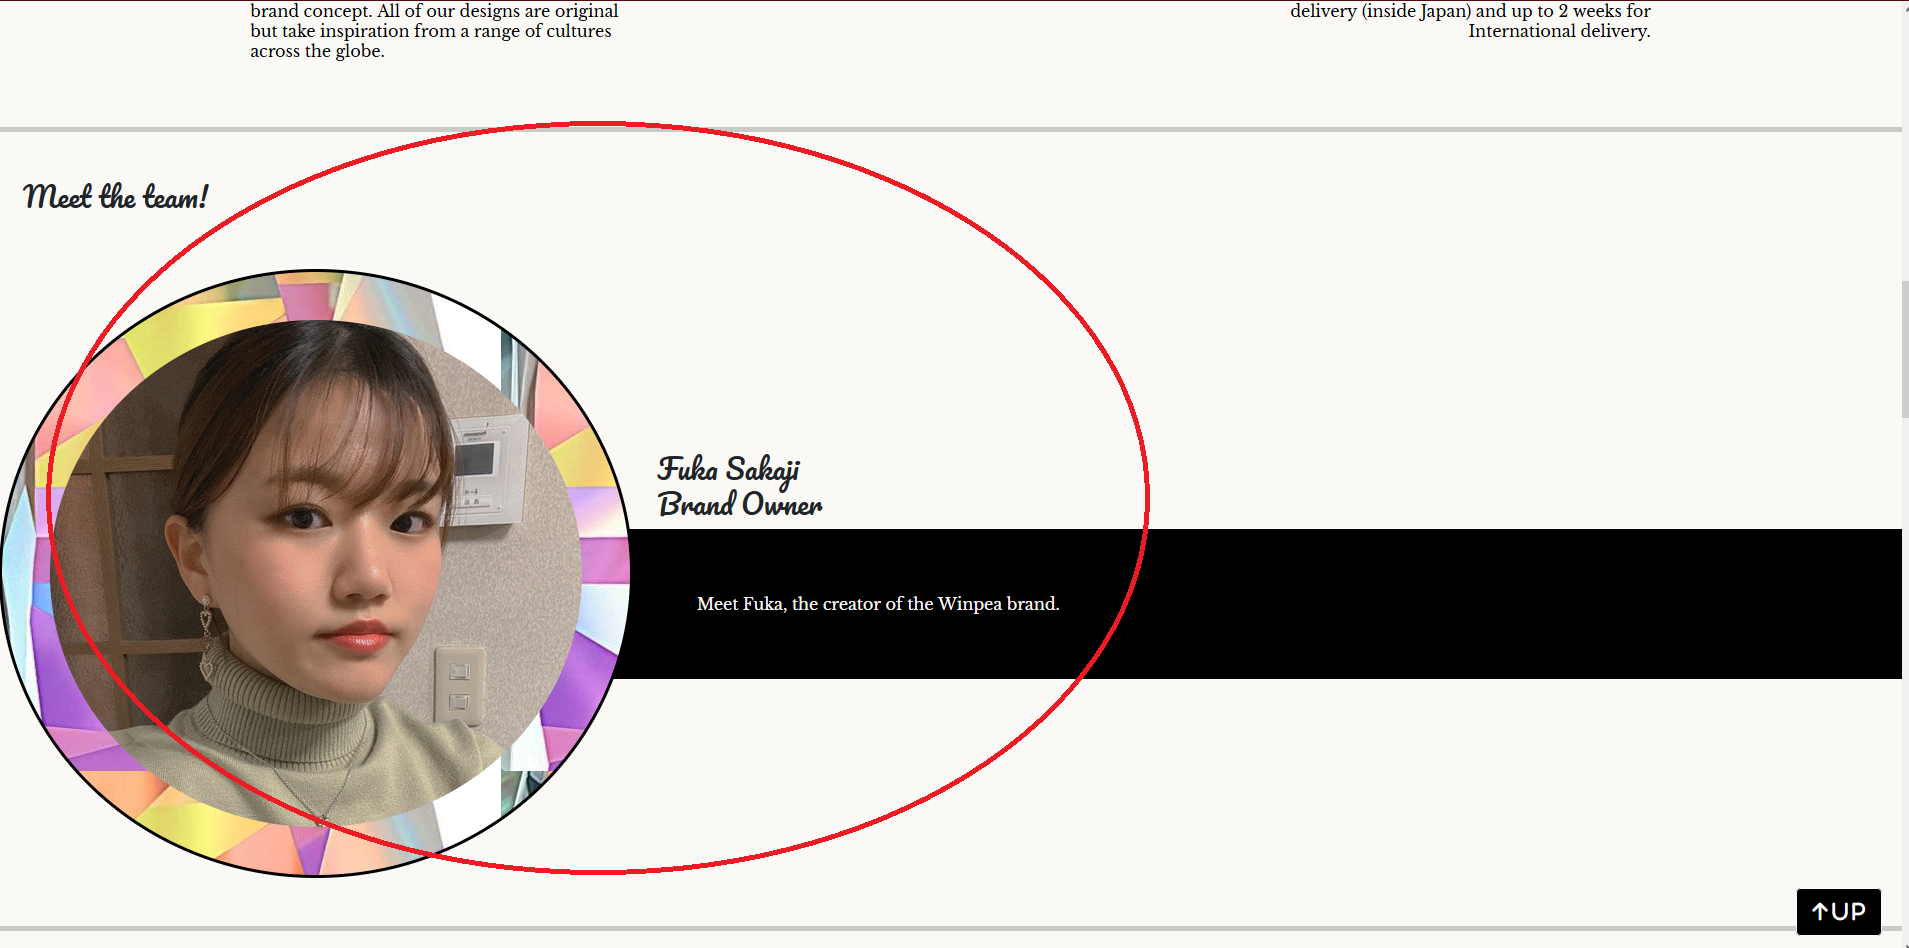 brand concept. All of our designs are original
but take inspiration from a range of cultures
across the globe.
delivery (inside Japan) and up to 2 weeks for
International delivery.
Meet the team!
Fuka Sakaji
Brand Owner
Meet Fuka, the creator of the Winpea brand.
↑UP